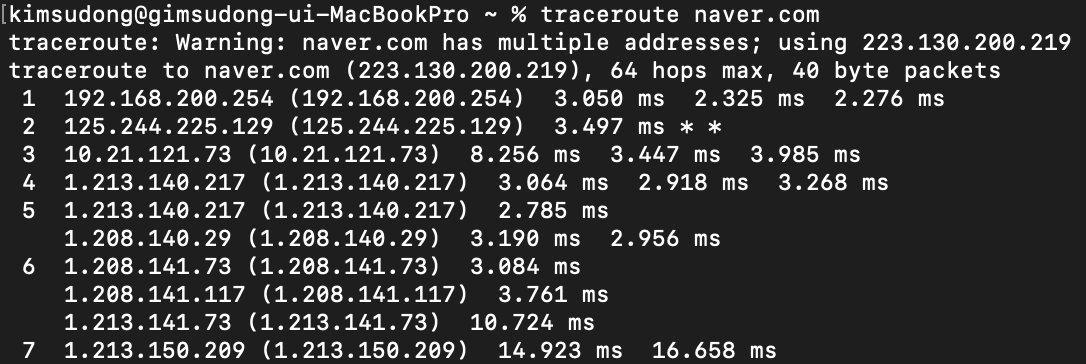 [kimsudong@gimsudong-ui-MacBookPro ~ % traceroute naver.com
traceroute: Warning: naver.com has multiple addresses; using 223.130.200.219
traceroute to naver.com (223.130.200.219), 64 hops max, 40 byte packets
 1  192.168.200.254 (192.168.200.254)  3.050 ms  2.325 ms  2.276 ms
 2  125.244.225.129 (125.244.225.129)  3.497 ms * *
 3  10.21.121.73 (10.21.121.73)  8.256 ms  3.447 ms  3.985 ms
 4  1.213.140.217 (1.213.140.217)  3.064 ms  2.918 ms  3.268 ms
 5  1.213.140.217 (1.213.140.217)  2.785 ms
    1.208.140.29 (1.208.140.29)  3.190 ms  2.956 ms
 6  1.208.141.73 (1.208.141.73)  3.084 ms
    1.208.141.117 (1.208.141.117)  3.761 ms
    1.213.141.73 (1.213.141.73)  10.724 ms
 7  1.213.150.209 (1.213.150.209)  14.923 ms  16.658 ms